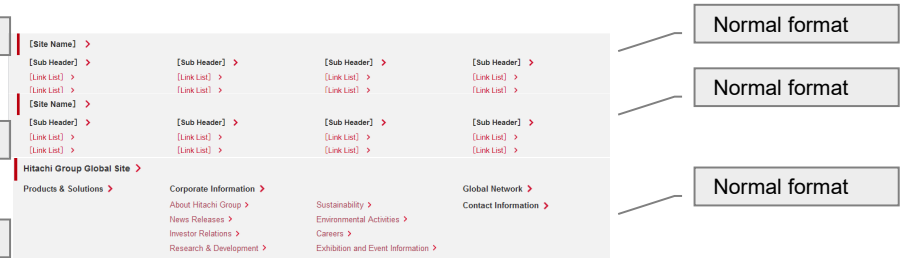 Normal format
[Site Name] >
[Sub Header] > [Sub Header] > [Sub Header] > [Sub Header] >
[Link List] > [Link List] > [Link List] > [Link List] >
[Link List] > [Link List] > [Link List] > [Link List] >
Normal format
[Site Name] >
[Sub Header] > [Sub Header] > [Sub Header] > [Sub Header] >
[Link List] > [Link List] > [Link List] > [Link List] >
[Link List] > [Link List] > [Link List] > [Link List] >
Normal format
Hitachi Group Global Site >
Products & Solutions > Corporate Information > Global Network >
About Hitachi Group > Sustainability > Contact Information >
News Releases > Environmental Activities >
Investor Relations > Careers >
Research & Development > Exhibition and Event Information >